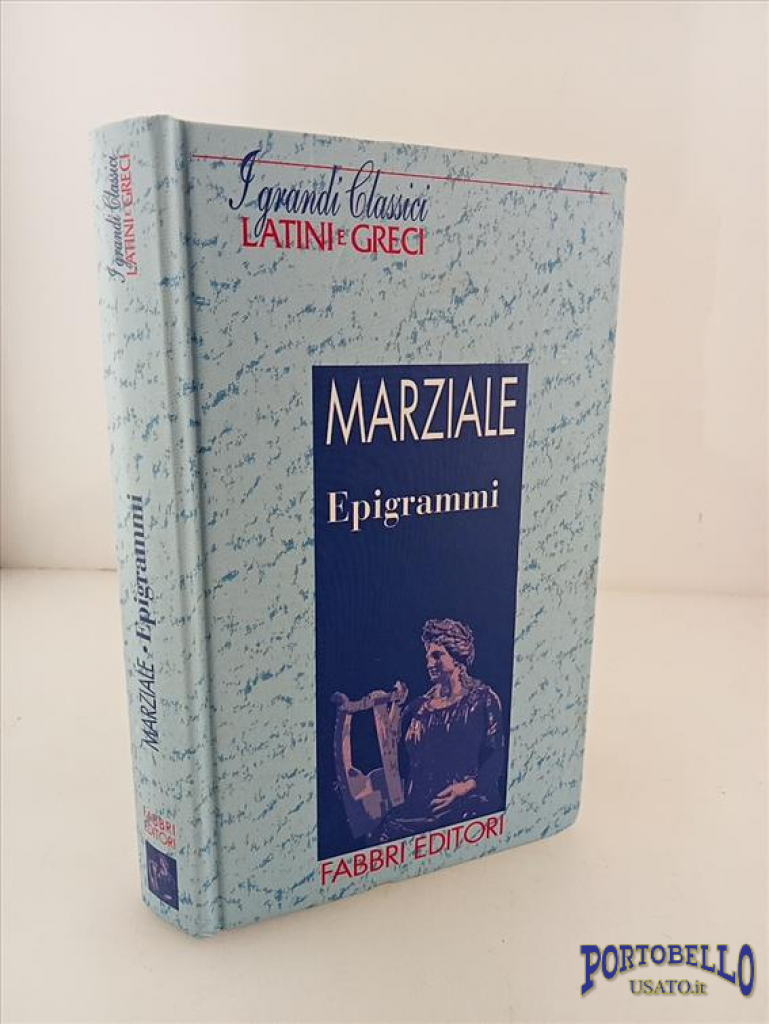 I grandi Classici
LATINI E GRECI
MARZIALE
Epigrammi
FABBRI EDITORI
I grandi Classici
LATINI E GRECI
MARZIALE • Epigrammi
FABBRI
EDITORI
PORTOBELLO
USATO.it